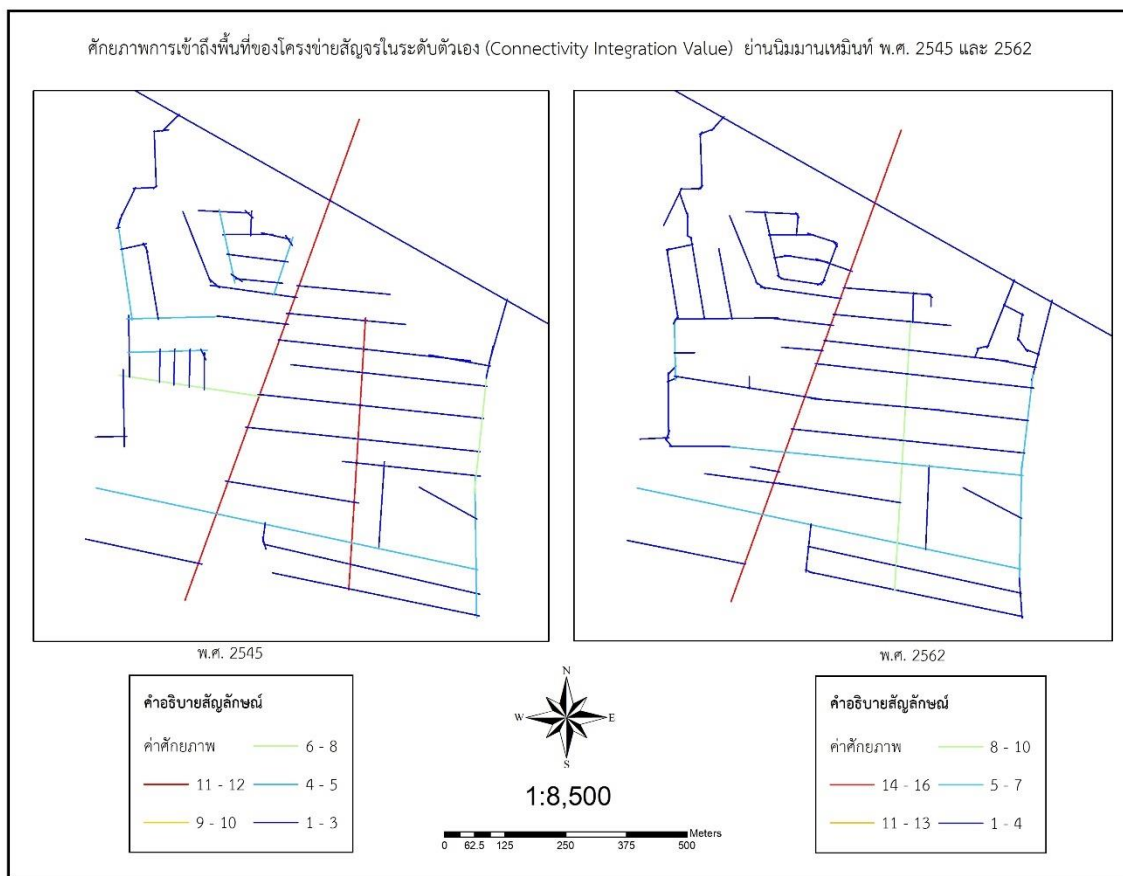 ศักยภาพการเข้าถึงพื้นที่ของโครงข่ายสัญจรในระดับตัวเอง (Connectivity Integration Value) ย่านนิมมานเหมินท์ พ.ศ. 2545 และ 2562
พ.ศ. 2545
พ.ศ. 2562
คำอธิบายสัญลักษณ์
ค่าศักยภาพ
6 - 8
11 - 12
4 - 5
9 - 10
1 - 3
N
W
E
S
1:8,500
Meters
0 62.5 125 250 375 500
คำอธิบายสัญลักษณ์
ค่าศักยภาพ
8 - 10
14 - 16
5 - 7
11 - 13
1 - 4